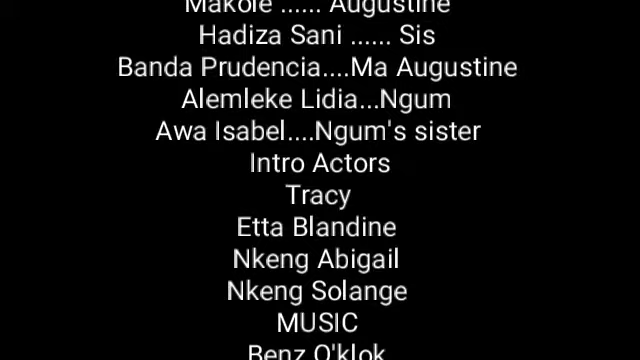 Makole ...... Augustine
Hadiza Sani ...... Sis
Banda Prudencia....Ma Augustine
Alemleke Lidia...Ngum
Awa Isabel....Ngum's sister
Intro Actors
Tracy
Etta Blandine
Nkeng Abigail
Nkeng Solange
MUSIC
Benz O'klok